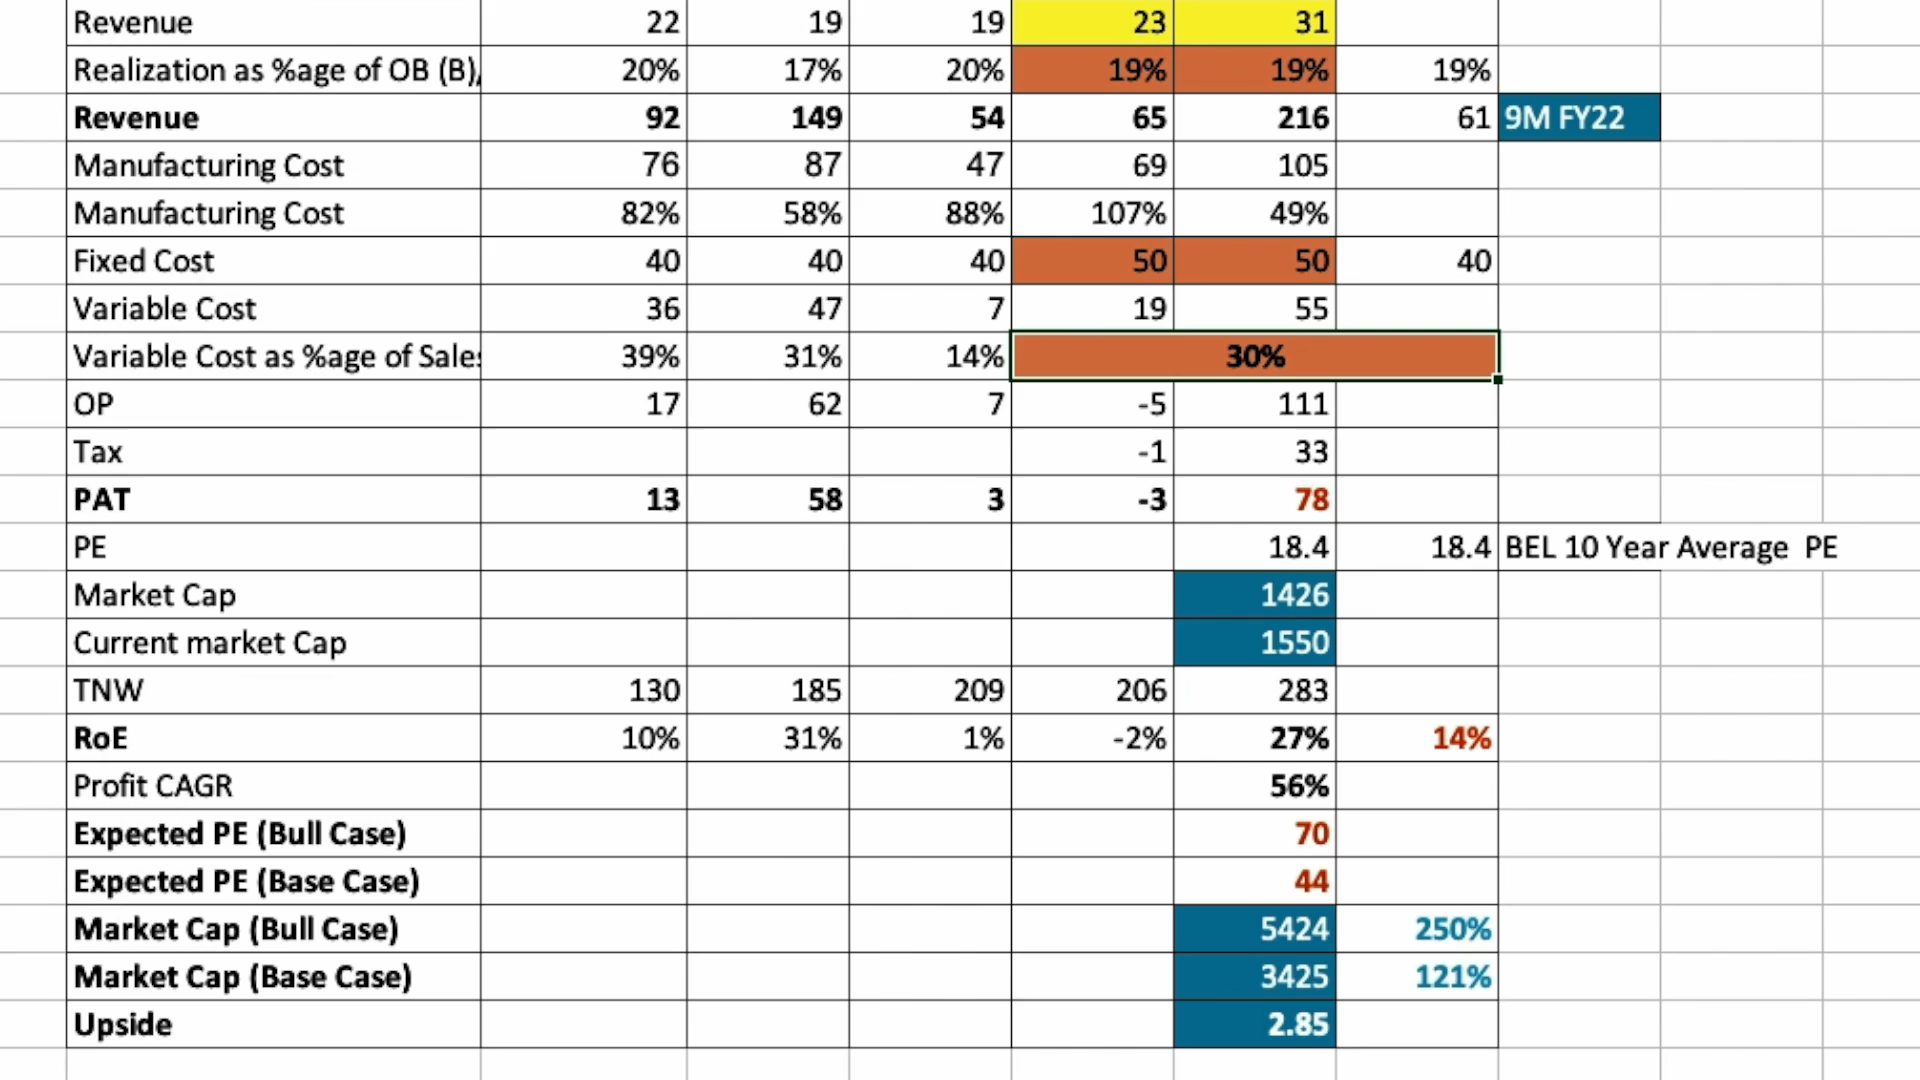 Revenue 22 19 19 23 31
Realization as %age of OB (B), 20% 17% 20% 19% 19% 19%
Revenue 92 149 54 65 216 61 9M FY22
Manufacturing Cost 76 87 47 69 105
Manufacturing Cost 82% 58% 88% 107% 49%
Fixed Cost 40 40 40 50 50 40
Variable Cost 36 47 7 19 55
Variable Cost as %age of Sales 39% 31% 14% 30%
OP 17 62 7 -5 111
Tax -1 33
PAT 13 58 3 -3 78
PE 18.4 18.4 BEL 10 Year Average PE
Market Cap 1426
Current market Cap 1550
TNW 130 185 209 206 283
RoE 10% 31% 1% -2% 27% 14%
Profit CAGR 56%
Expected PE (Bull Case) 70
Expected PE (Base Case) 44
Market Cap (Bull Case) 5424 250%
Market Cap (Base Case) 3425 121%
Upside 2.85